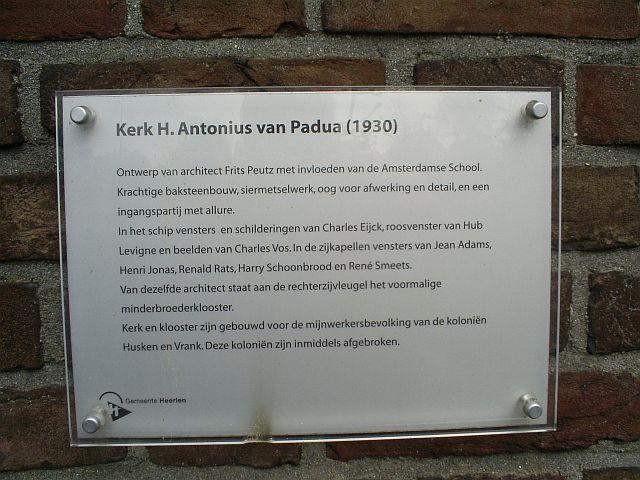 Kerk H. Antonius van Padua (1930)
Ontwerp van architect Frits Peutz met invloeden van de Amsterdamse School.
Krachtige baksteenbouw, siermetselwerk, oog voor afwerking en detail, en een
ingangspartij met allure.
In het schip vensters en schilderingen van Charles Eijck, roosvenster van Hub
Levigne en beelden van Charles Vos. In de zijkapellen vensters van Jean Adams,
Henri Jonas, Renald Rats, Harry Schoonbrood en René Smeets.
Van dezelfde architect staat aan de rechterzijvleugel het voormalige
minderbroederklooster.
Kerk en klooster zijn gebouwd voor de mijnwerkersbevolking van de koloniën
Husken en Vrank. Deze koloniën zijn inmiddels afgebroken.
Gemeente Heerlen